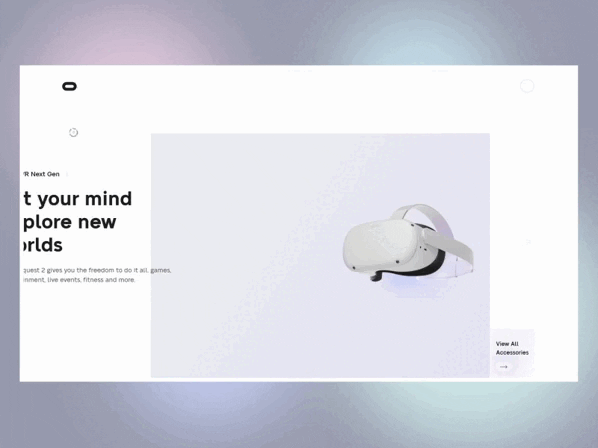 R Next Gen
t your mind
plore new
orlds
quest 2 gives you the freedom to do it all, games,
inment, live events, fitness and more.
View All
Accessories